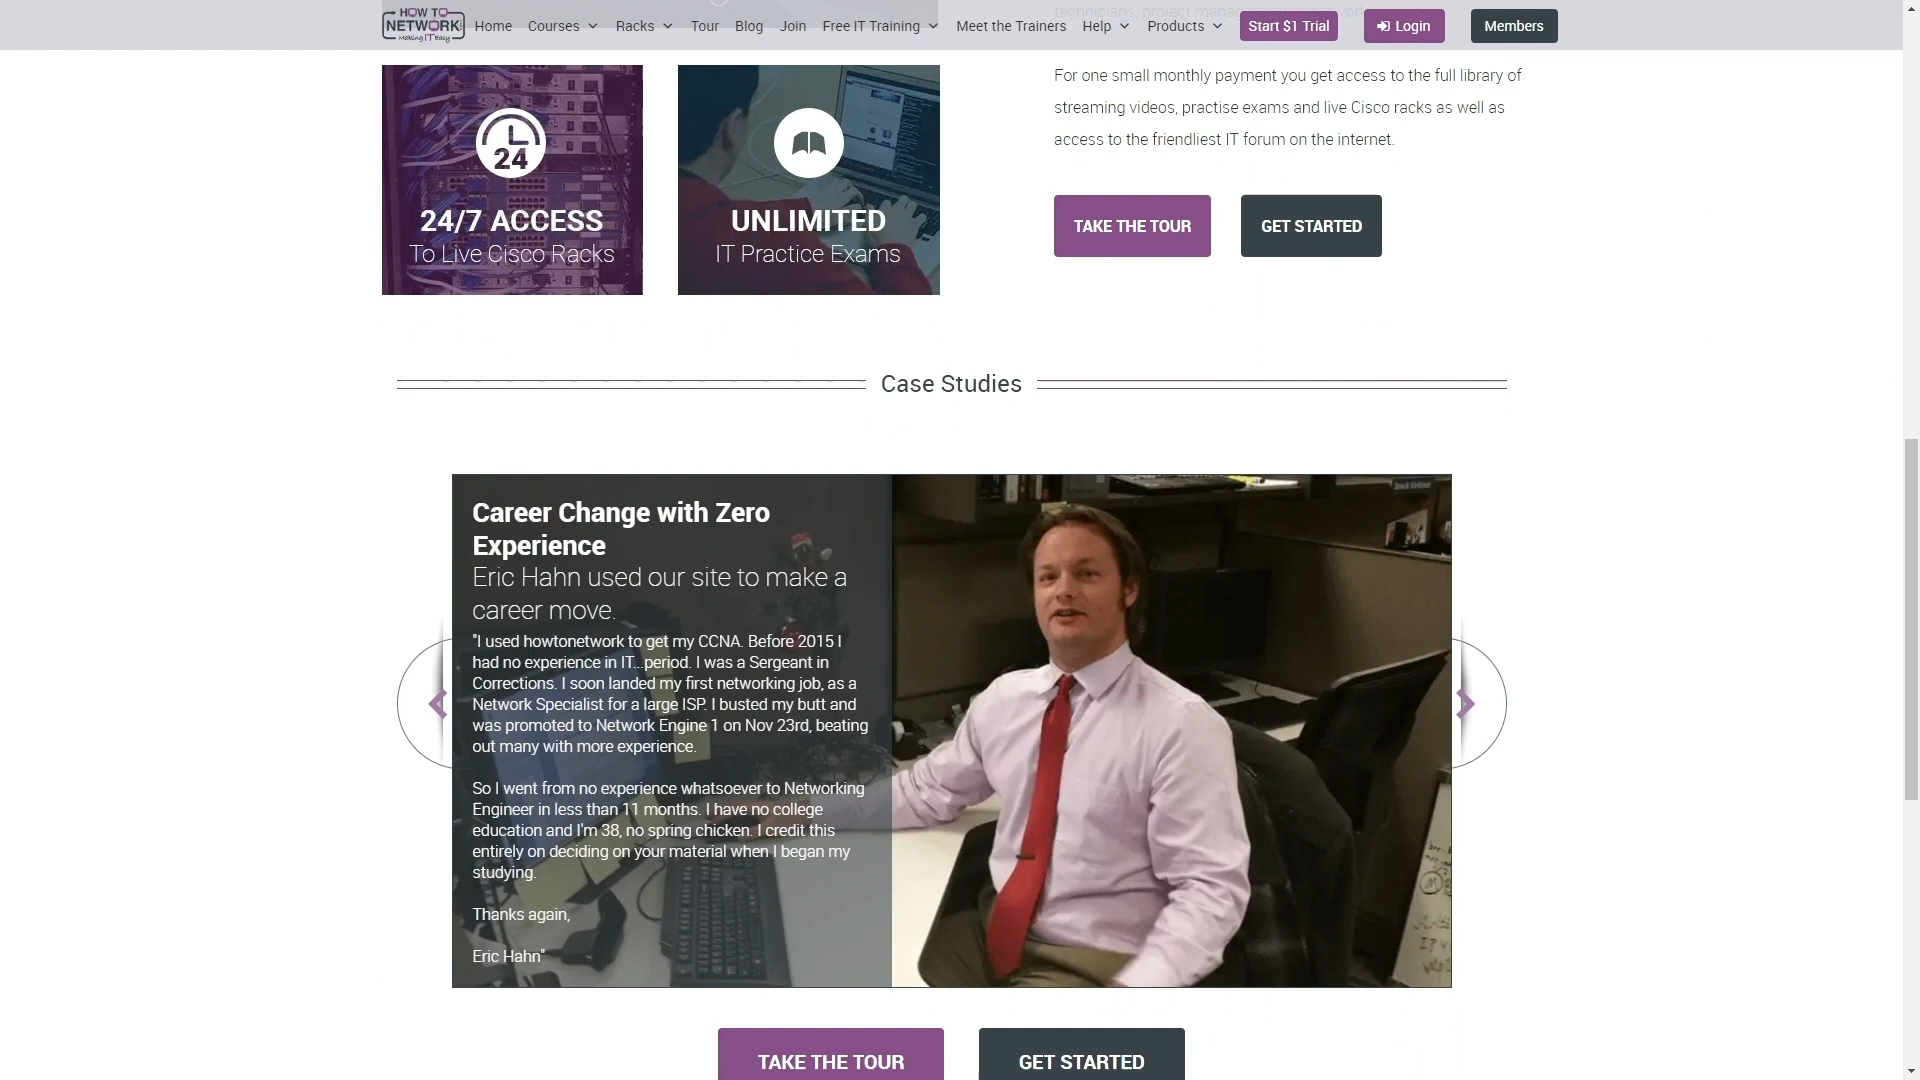 HOW TO
NETWORK
Making IT Easy
Home
Courses
Racks
Tour
Blog
Join
Free IT Training
Meet the Trainers
Help
Products
Start $1 Trial
Login
Members
24
24/7 ACCESS
To Live Cisco Racks
UNLIMITED
IT Practice Exams
For one small monthly payment you get access to the full library of
streaming videos, practise exams and live Cisco racks as well as
access to the friendliest IT forum on the internet.
TAKE THE TOUR
GET STARTED
Case Studies
Career Change with Zero
Experience
Eric Hahn used our site to make a
career move.
"I used howtonetwork to get my CCNA. Before 2015 I
had no experience in IT...period. I was a Sergeant in
Corrections. I soon landed my first networking job, as a
Network Specialist for a large ISP. I busted my butt and
was promoted to Network Engine 1 on Nov 23rd, beating
out many with more experience.
So I went from no experience whatsoever to Networking
Engineer in less than 11 months. I have no college
education and I'm 38, no spring chicken. I credit this
entirely on deciding on your material when I began my
studying.
Thanks again,
Eric Hahn"
TAKE THE TOUR
GET STARTED